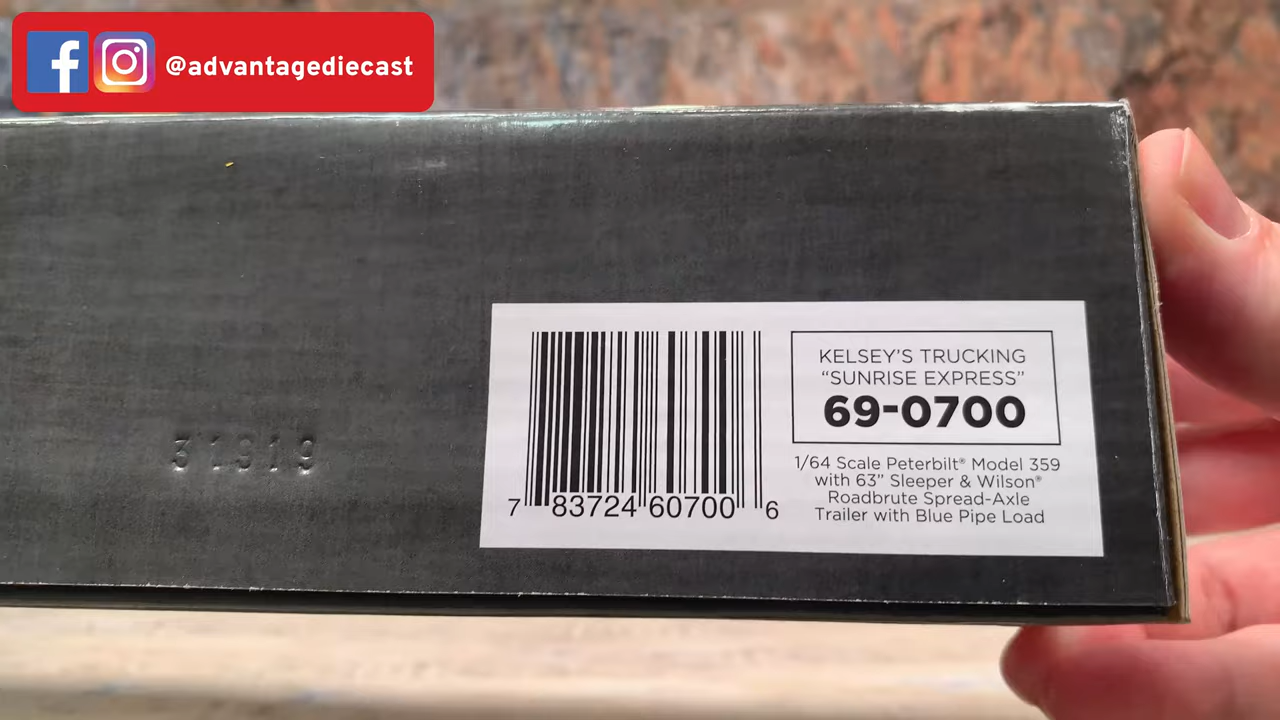 @advantagediecast
KELSEY'S TRUCKING
"SUNRISE EXPRESS"
69-0700
1/64 Scale Peterbilt® Model 359
with 63" Sleeper & Wilson®
Roadbrute Spread-Axle
Trailer with Blue Pipe Load
7 83724 60700 6
31919